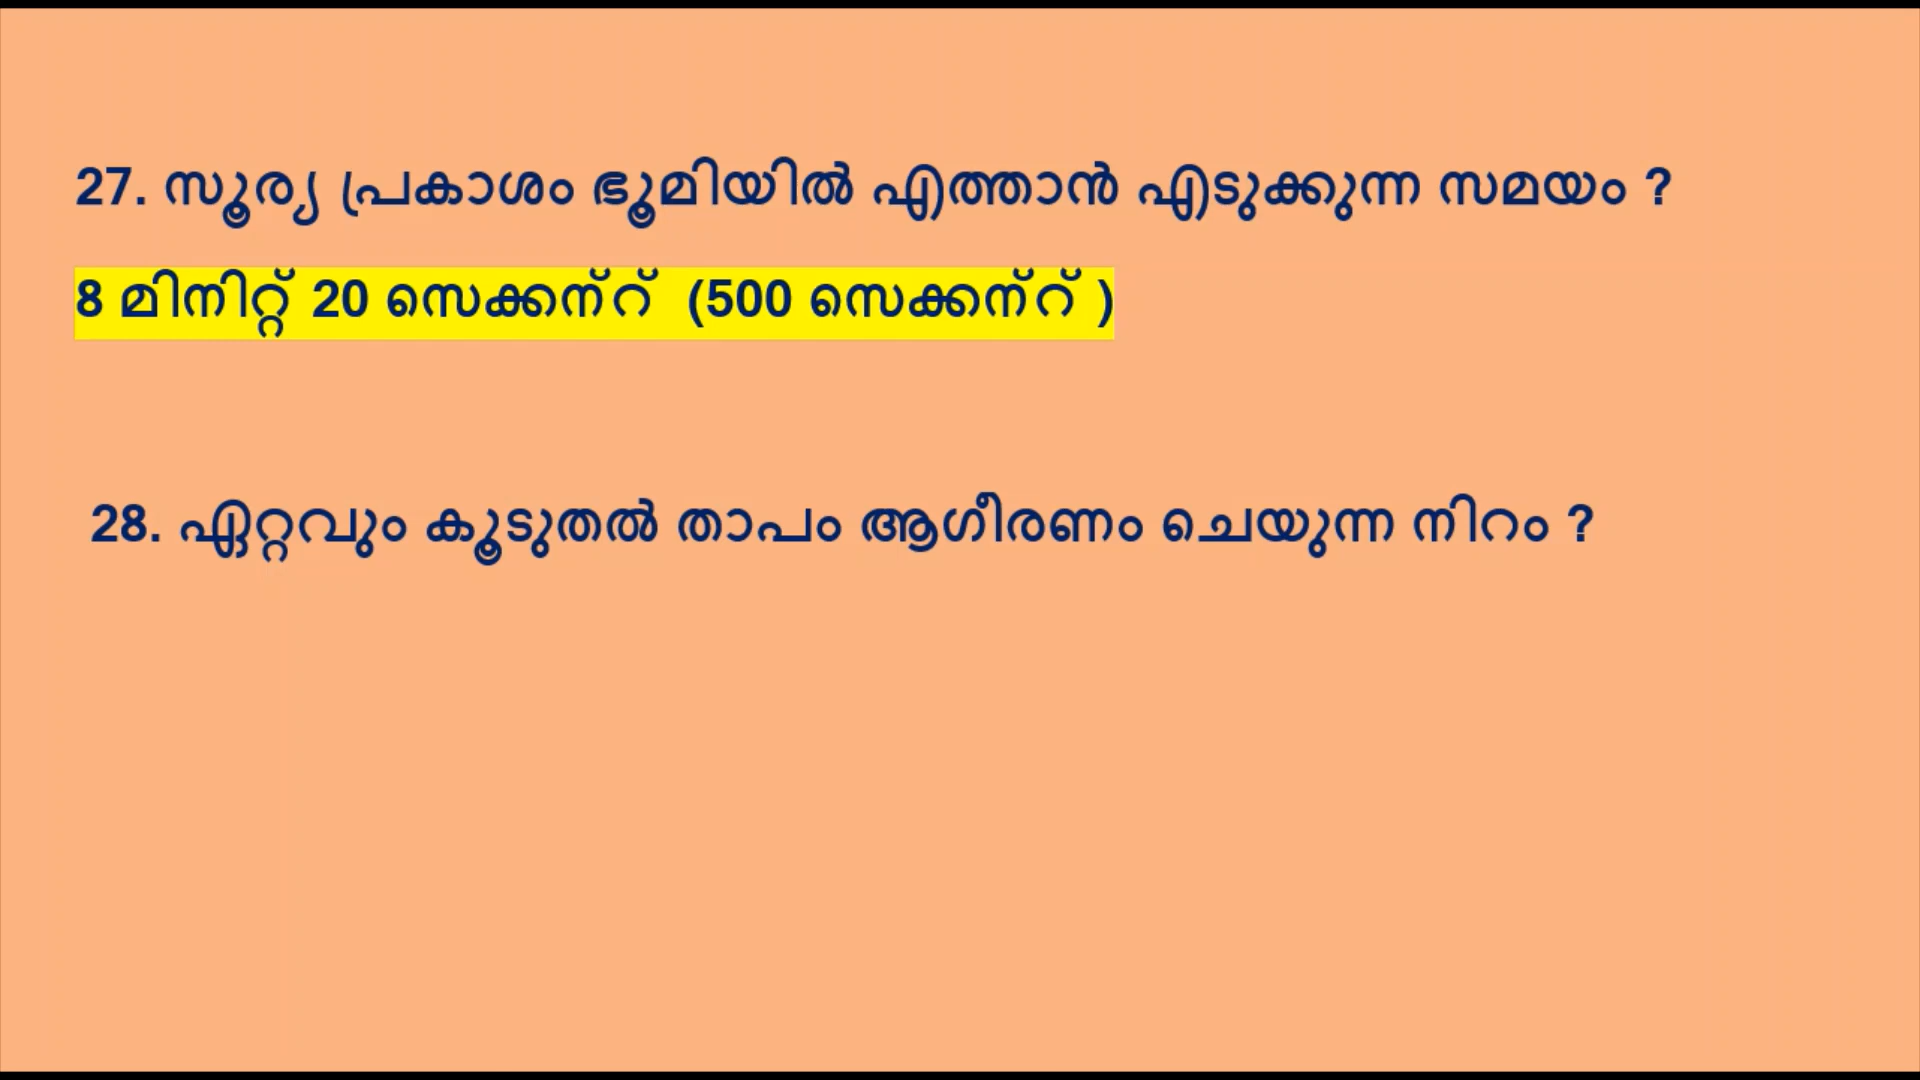 27. സൂര്യ പ്രകാശം ഭൂമിയിൽ എത്താൻ എടുക്കുന്ന സമയം ?
8 മിനിറ്റ് 20 സെക്കന്റ് (500 സെക്കന്റ് )
28. ഏറ്റവും കൂടുതൽ താപം ആഗീരണം ചെയുന്ന നിറം ?